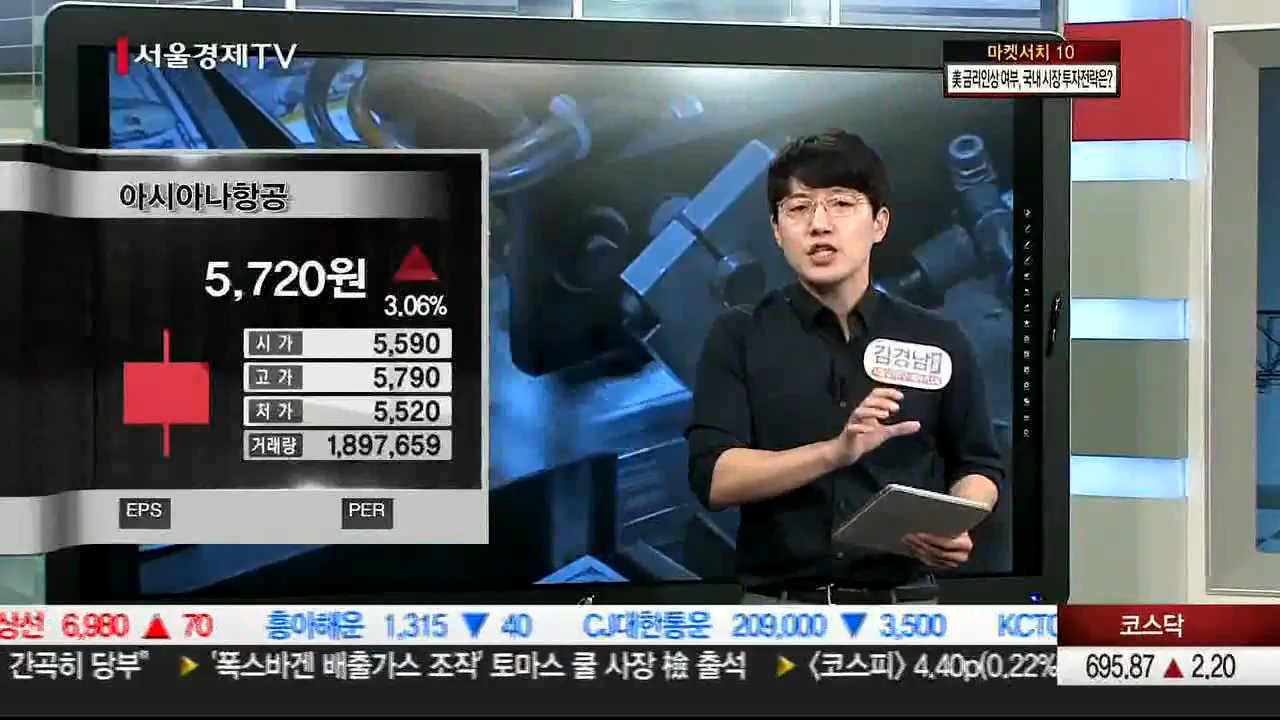 서울경제TV
마켓서치 10
美 금리인상 여부, 국내 시장 투자전략은?
아시아나항공
5,720원 ▲
3.06%
시가 5,590
고가 5,790
저가 5,520
거래량 1,897,659
EPS PER
김경남
상선 6,980 ▲ 70 흥아해운 1,315 ▼ 40 CJ대한통운 209,000 ▼ 3,500 KCTC
코스닥
간곡히 당부" ▶ '폭스바겐 배출가스 조작' 토마스 쿨 사장 檢 출석 ▶ 〈코스피〉 4.40p(0.22%
695.87 ▲ 2.20